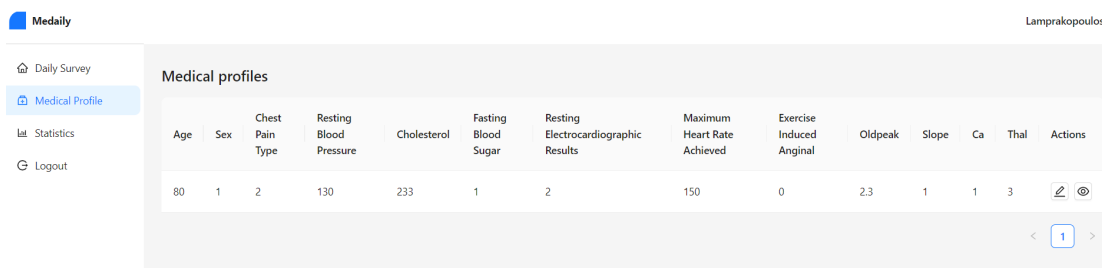 Medaily
Lamprakopoulos
Daily Survey
Medical Profile
Statistics
Logout
Medical profiles
Age Sex Chest Pain Type Resting Blood Pressure Cholesterol Fasting Blood Sugar Resting Electrocardiographic Results Maximum Heart Rate Achieved Exercise Induced Anginal Oldpeak Slope Ca Thal Actions
80 1 2 130 233 1 2 150 0 2.3 1 1 3
< 1 >